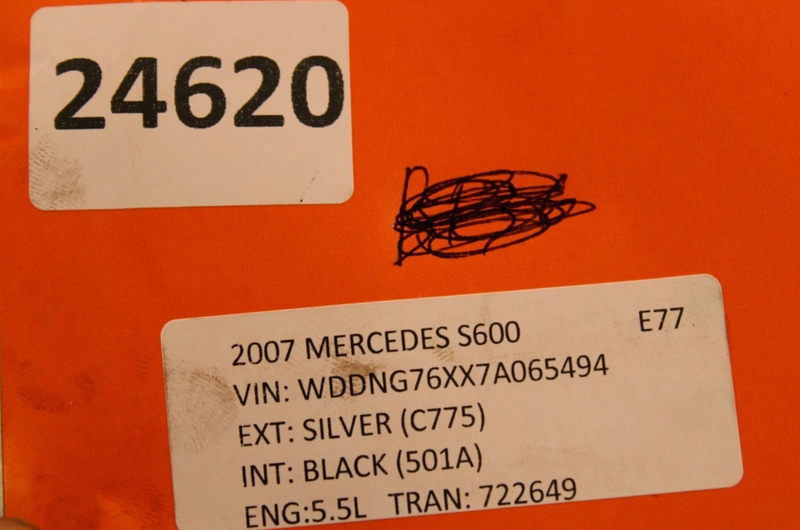 24620
2007 MERCEDES S600 E77
VIN: WDDNG76XX7A065494
EXT: SILVER (C775)
INT: BLACK (501A)
ENG:5.5L TRAN: 722649